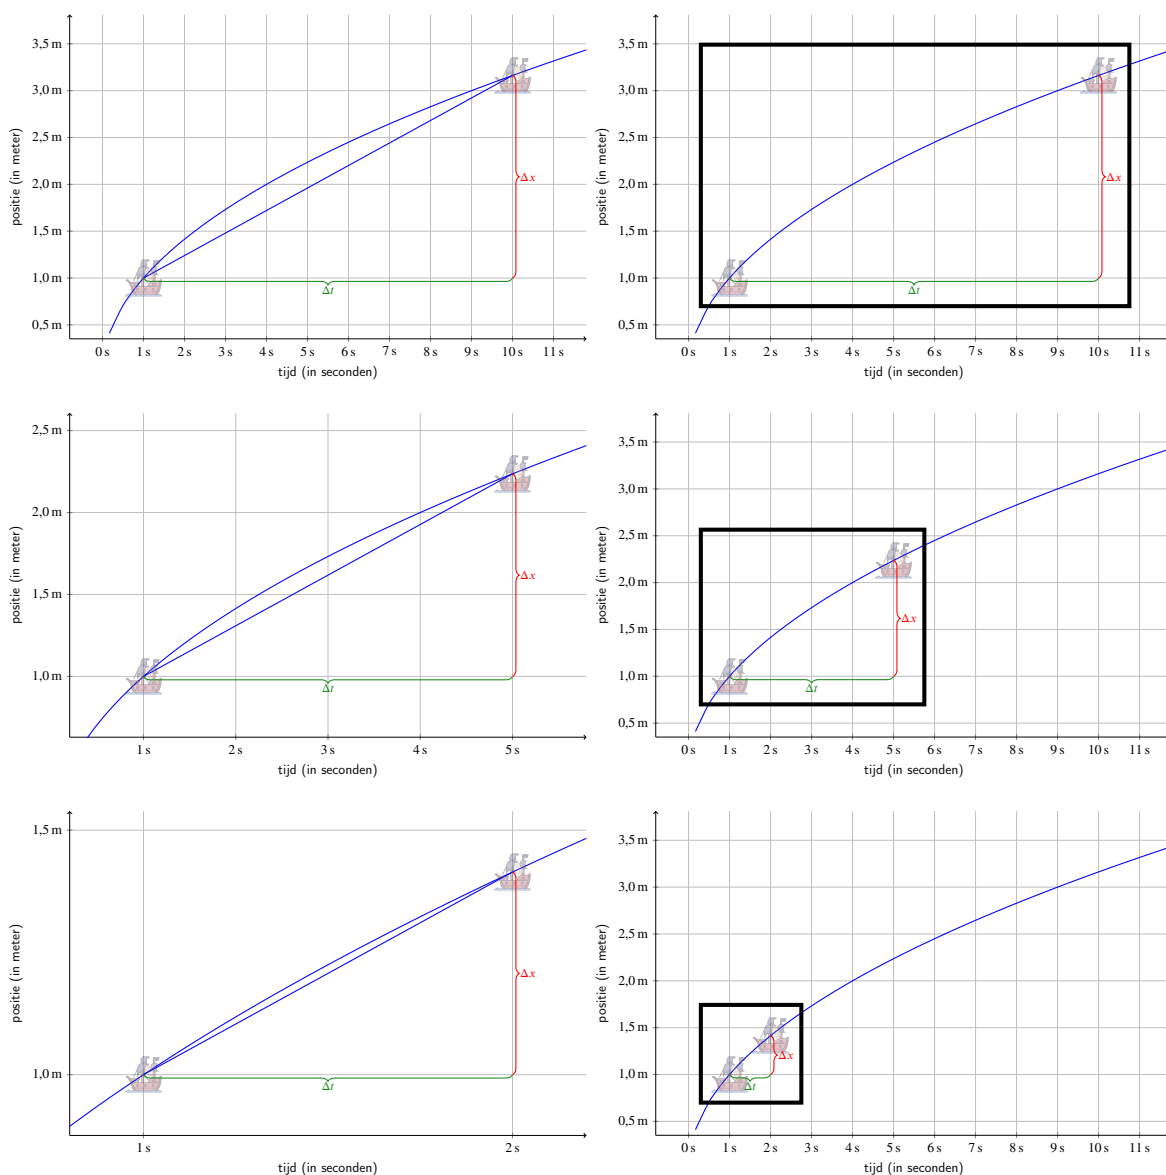 3,5 m
3,0 m
2,5 m
2,0 m
1,5 m
1,0 m
0,5 m
positie (in meter)
Δx
Δt
0 s 1 s 2 s 3 s 4 s 5 s 6 s 7 s 8 s 9 s 10 s 11 s
tijd (in seconden)
3,5 m
3,0 m
2,5 m
2,0 m
1,5 m
1,0 m
0,5 m
positie (in meter)
Δx
Δt
0 s 1 s 2 s 3 s 4 s 5 s 6 s 7 s 8 s 9 s 10 s 11 s
tijd (in seconden)
2,5 m
2,0 m
1,5 m
1,0 m
positie (in meter)
Δx
Δt
1 s 2 s 3 s 4 s 5 s
tijd (in seconden)
3,5 m
3,0 m
2,5 m
2,0 m
1,5 m
1,0 m
0,5 m
positie (in meter)
Δx
Δt
0 s 1 s 2 s 3 s 4 s 5 s 6 s 7 s 8 s 9 s 10 s 11 s
tijd (in seconden)
1,5 m
1,0 m
positie (in meter)
Δx
Δt
1 s 2 s
tijd (in seconden)
3,5 m
3,0 m
2,5 m
2,0 m
1,5 m
1,0 m
0,5 m
positie (in meter)
Δx
Δt
0 s 1 s 2 s 3 s 4 s 5 s 6 s 7 s 8 s 9 s 10 s 11 s
tijd (in seconden)